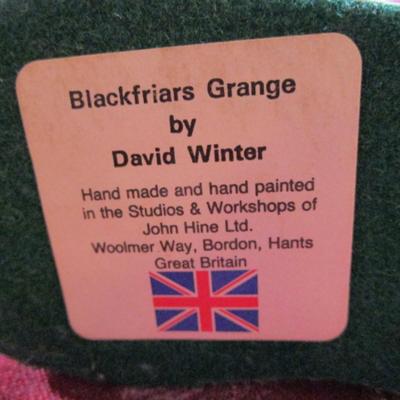 Blackfriars Grange
by
David Winter
Hand made and hand painted
in the Studios & Workshops of
John Hine Ltd.
Woolmer Way, Bordon, Hants
Great Britain